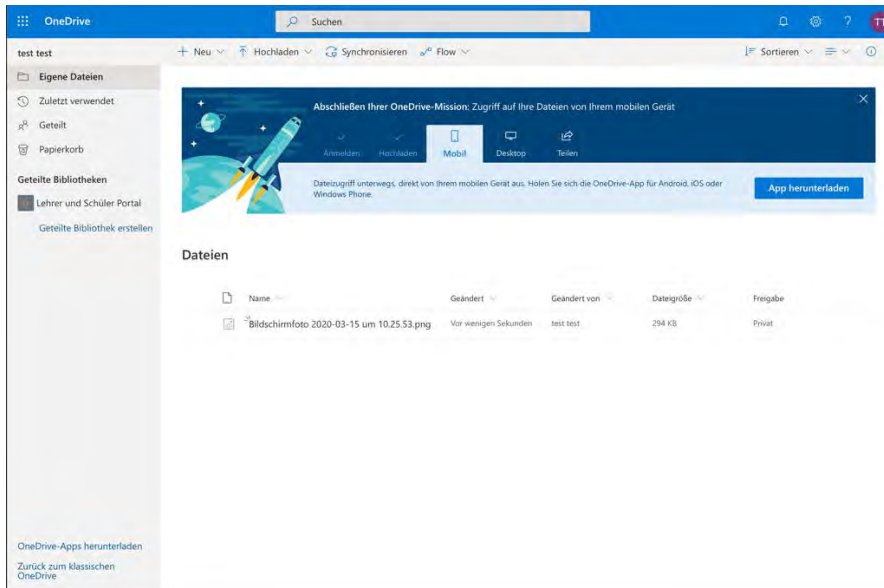 OneDrive
Suchen
?
TT
test test
Neu
Hochladen
Synchronisieren
Flow
Sortieren
Eigene Dateien
Zuletzt verwendet
Geteilt
Papierkorb
Geteilte Bibliotheken
Lehrer und Schüler Portal
Geteilte Bibliothek erstellen
Abschließen Ihrer OneDrive-Mission: Zugriff auf Ihre Dateien von Ihrem mobilen Gerät
Anmelden
Hochladen
Mobil
Desktop
Teilen
Dateizugriff unterwegs, direkt von Ihrem mobilen Gerät aus. Holen Sie sich die OneDrive-App für Android, iOS oder
Windows Phone.
App herunterladen
Dateien
Name
Geändert
Geändert von
Dateigröße
Freigabe
Bildschirmfoto 2020-03-15 um 10.25.53.png
Vor wenigen Sekunden
test test
294 KB
Privat
OneDrive-Apps herunterladen
Zurück zum klassischen
OneDrive